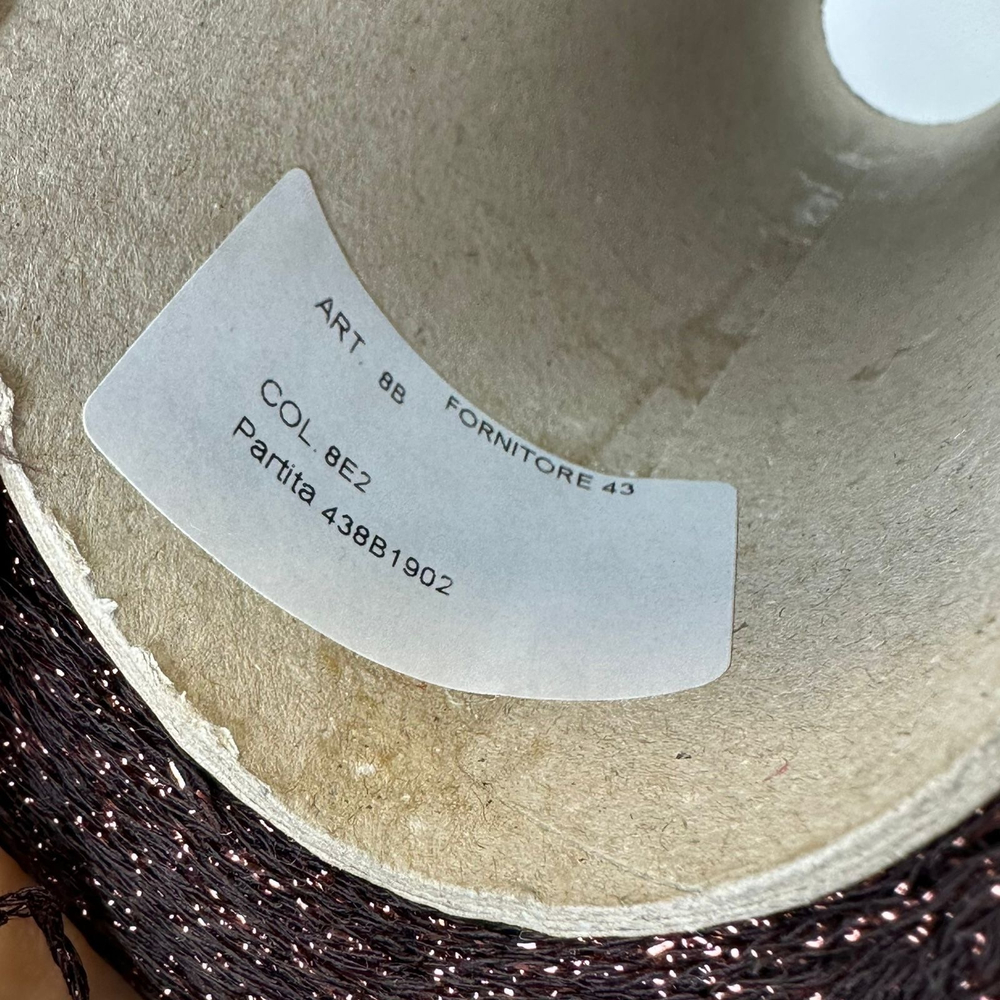 ART. 8B FORNITORE 43
COL. 8E2
Partita 438B1902